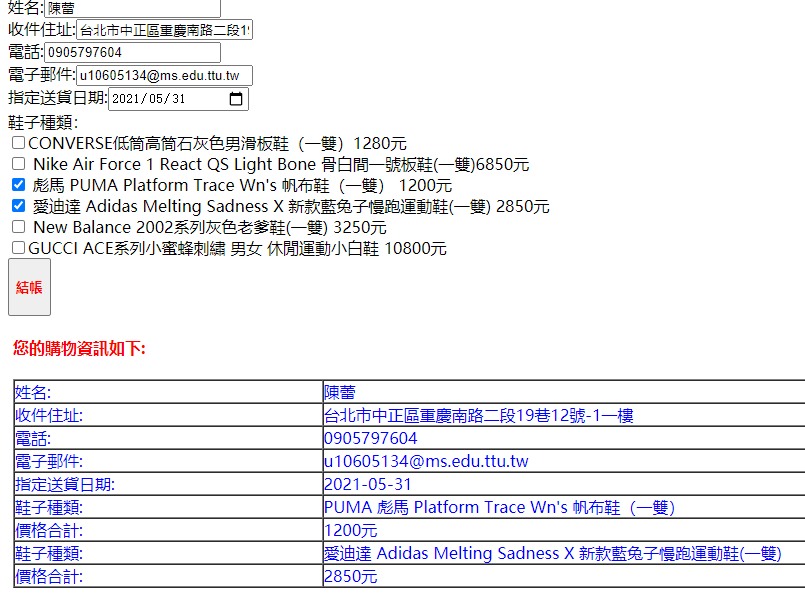 姓名:陳蕾
收件住址:台北市中正區重慶南路二段19
電話:0905797604
電子郵件:u10605134@ms.edu.ttu.tw
指定送貨日期:2021/05/31
鞋子種類:
CONVERSE低筒高筒石灰色男滑板鞋（一雙）1280元
Nike Air Force 1 React QS Light Bone 骨白間一號板鞋(一雙)6850元
彪馬 PUMA Platform Trace Wn's 帆布鞋（一雙） 1200元
愛迪達 Adidas Melting Sadness X 新款藍兔子慢跑運動鞋(一雙) 2850元
New Balance 2002系列灰色老爹鞋(一雙) 3250元
GUCCI ACE系列小蜜蜂刺繡 男女 休閒運動小白鞋 10800元
結帳
您的購物資訊如下:
姓名: 陳蕾
收件住址: 台北市中正區重慶南路二段19巷12號-1一樓
電話: 0905797604
電子郵件: u10605134@ms.edu.ttu.tw
指定送貨日期: 2021-05-31
鞋子種類: PUMA 彪馬 Platform Trace Wn's 帆布鞋（一雙）
價格合計: 1200元
鞋子種類: 愛迪達 Adidas Melting Sadness X 新款藍兔子慢跑運動鞋(一雙)
價格合計: 2850元